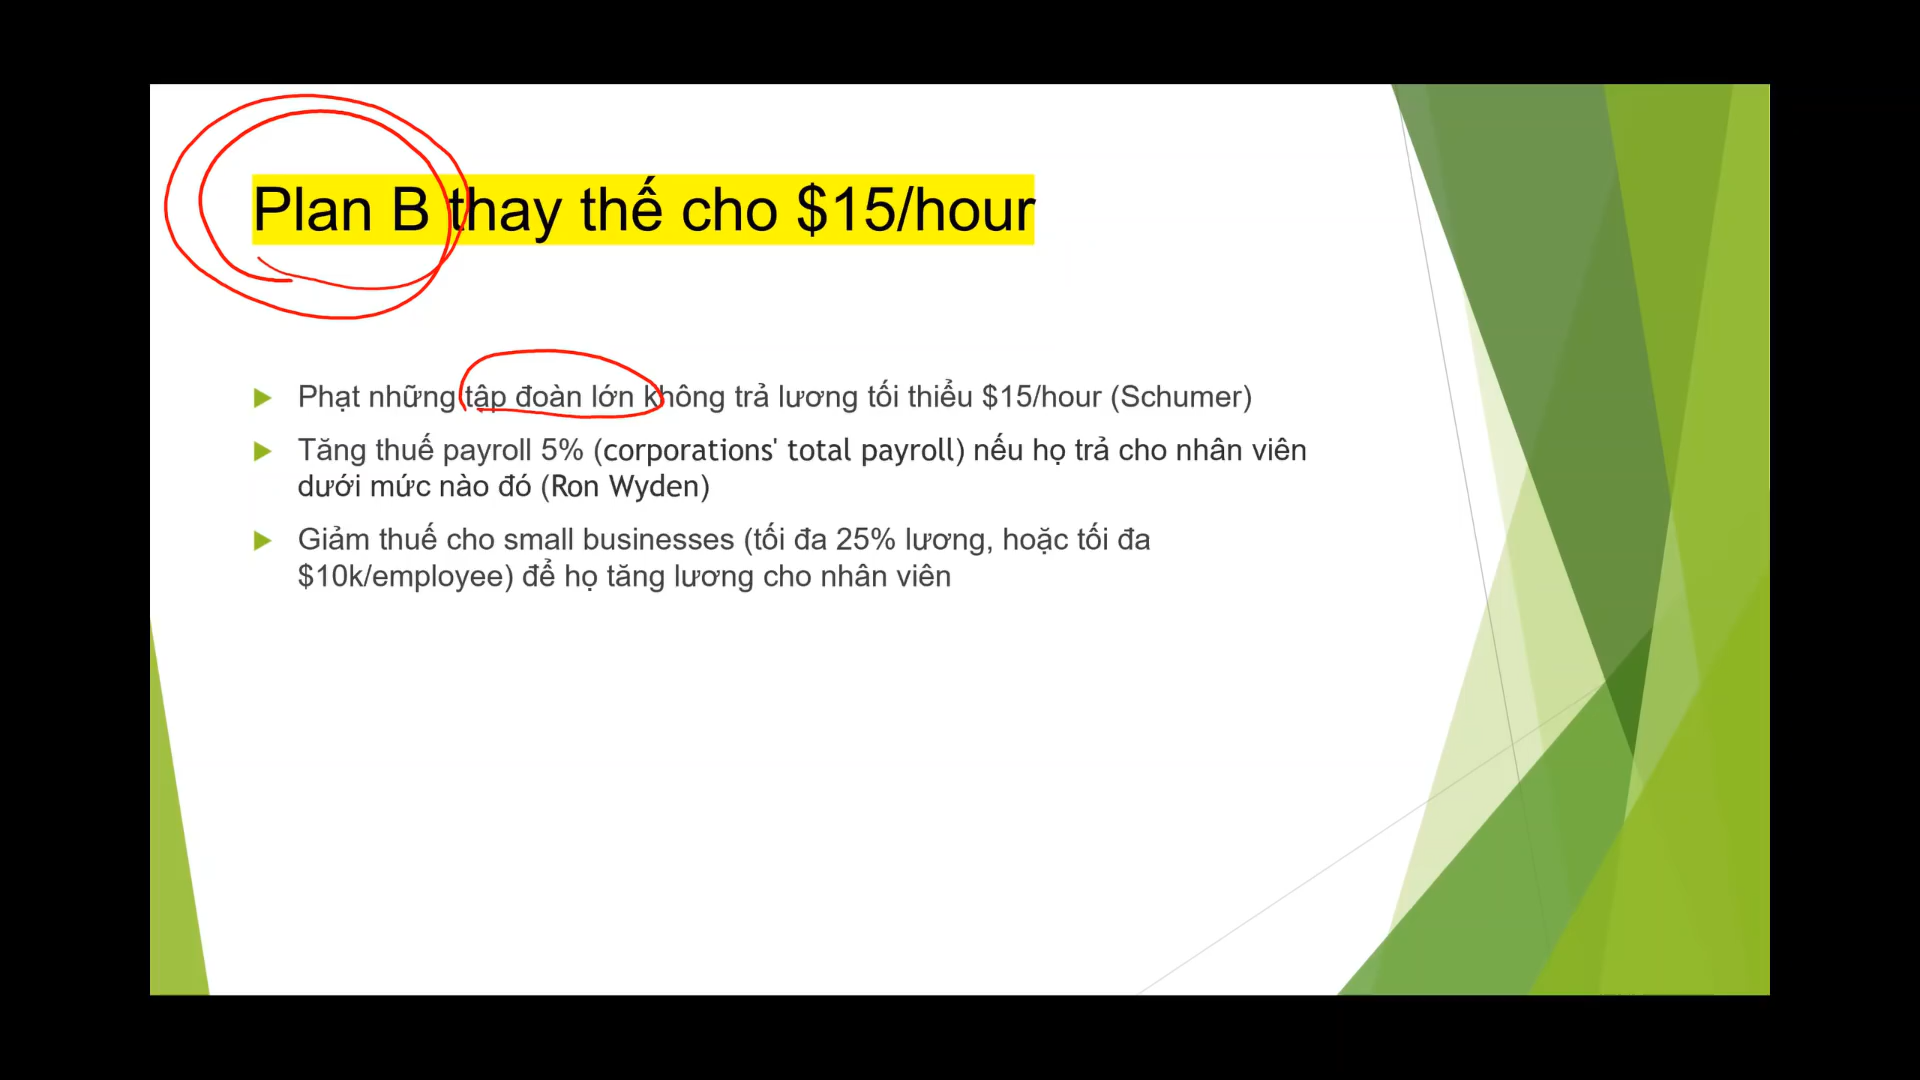 Plan B thay thế cho $15/hour
Phạt những tập đoàn lớn không trả lương tối thiểu $15/hour (Schumer)
Tăng thuế payroll 5% (corporations' total payroll) nếu họ trả cho nhân viên
dưới mức nào đó (Ron Wyden)
Giảm thuế cho small businesses (tối đa 25% lương, hoặc tối đa
$10k/employee) để họ tăng lương cho nhân viên